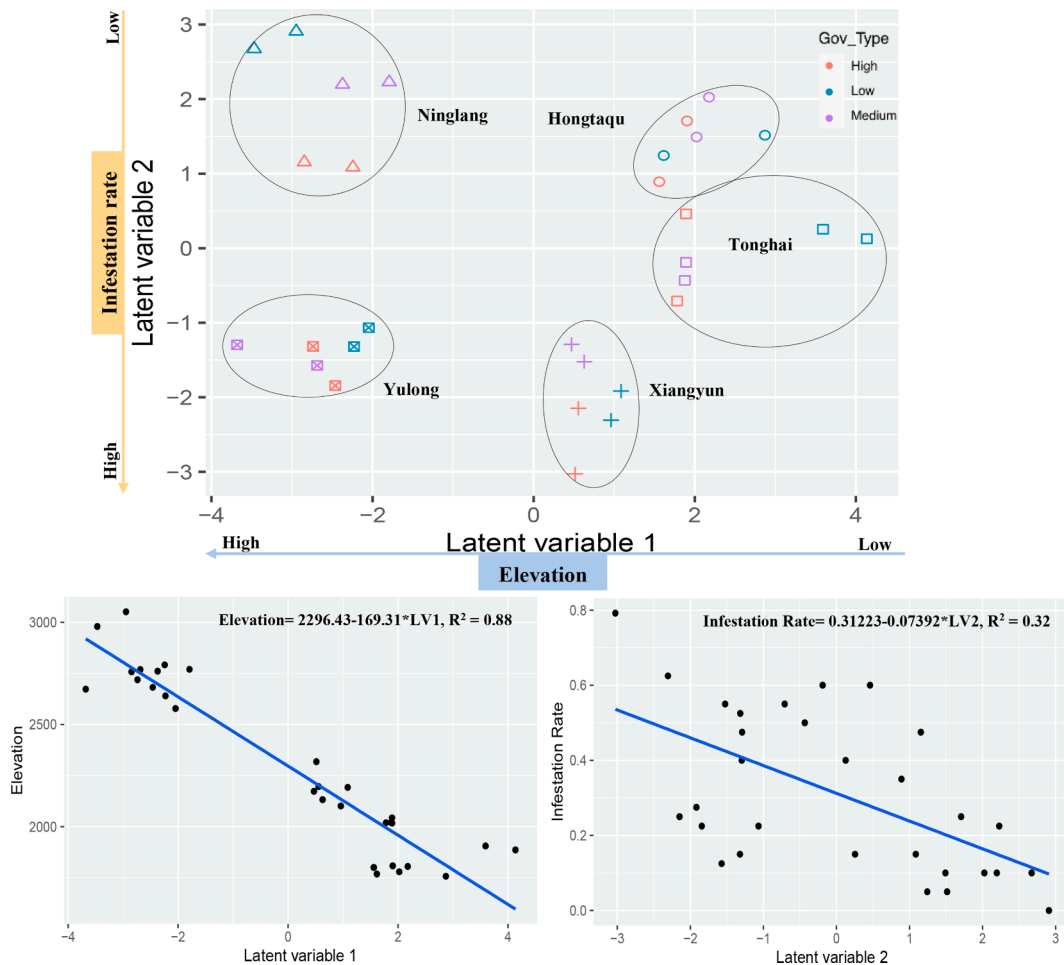 Low
Infestation rate
High
Latent variable 2
3
2
1
0
−1
−2
−3
Ninglang
Hongtaqu
Tonghai
Yulong
Xiangyun
Gov_Type
High
Low
Medium
−4
−2
0
2
4
High
Latent variable 1
Low
Elevation
Elevation= 2296.43-169.31*LV1, R² = 0.88
Elevation
3000
2500
2000
−4
−2
0
2
4
Latent variable 1
Infestation Rate= 0.31223-0.07392*LV2, R² = 0.32
Infestation Rate
0.8
0.6
0.4
0.2
0.0
−3
−2
−1
0
1
2
3
Latent variable 2